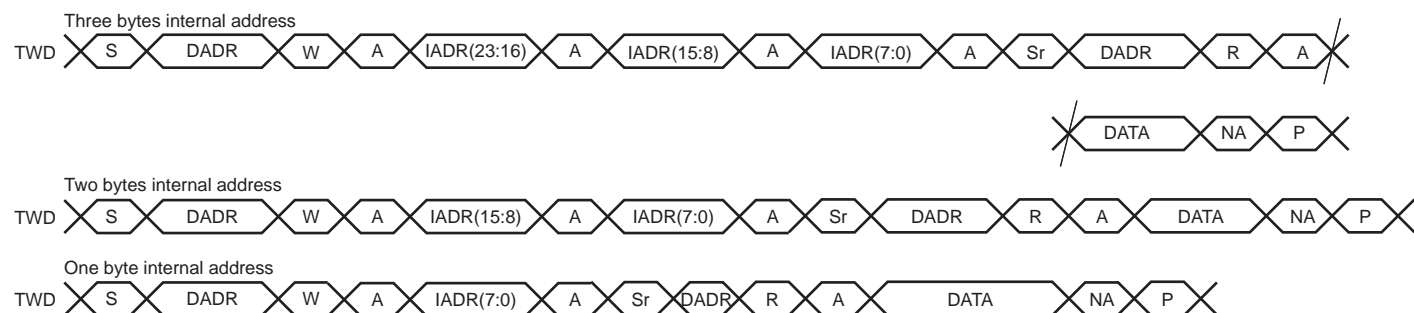 Three bytes internal address
TWD S DADR W A IADR(23:16) A IADR(15:8) A IADR(7:0) A Sr DADR R A
DATA NA P
Two bytes internal address
TWD S DADR W A IADR(15:8) A IADR(7:0) A Sr DADR R A DATA NA P
One byte internal address
TWD S DADR W A IADR(7:0) A Sr DADR R A DATA NA P